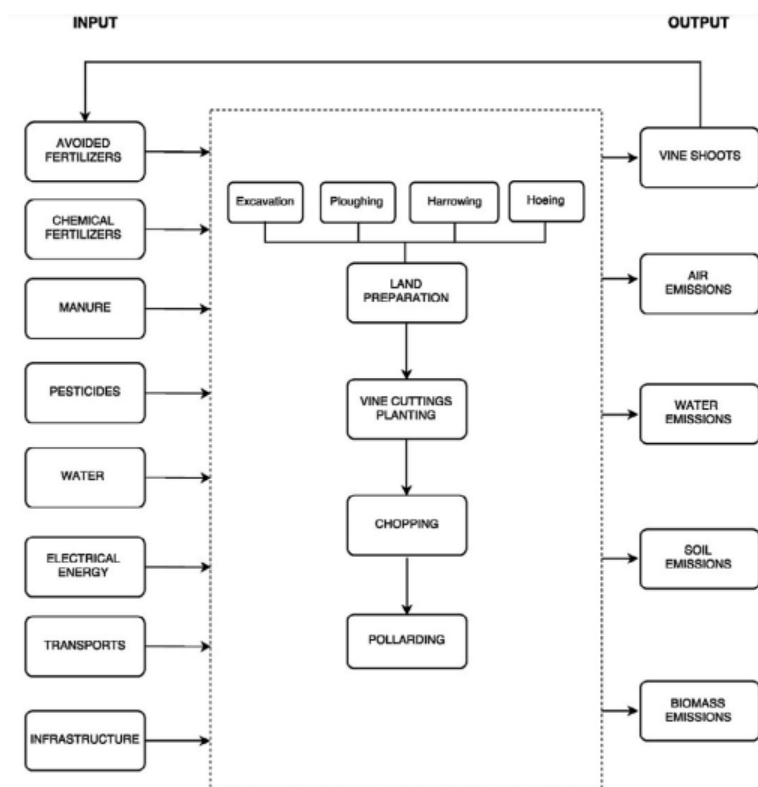 INPUT
OUTPUT
AVOIDED
FERTILIZERS
CHEMICAL
FERTILIZERS
MANURE
PESTICIDES
WATER
ELECTRICAL
ENERGY
TRANSPORTS
INFRASTRUCTURE
Excavation
Ploughing
Harrowing
Hoeing
LAND
PREPARATION
VINE CUTTINGS
PLANTING
CHOPPING
POLLARDING
VINE SHOOTS
AIR
EMISSIONS
WATER
EMISSIONS
SOIL
EMISSIONS
BIOMASS
EMISSIONS